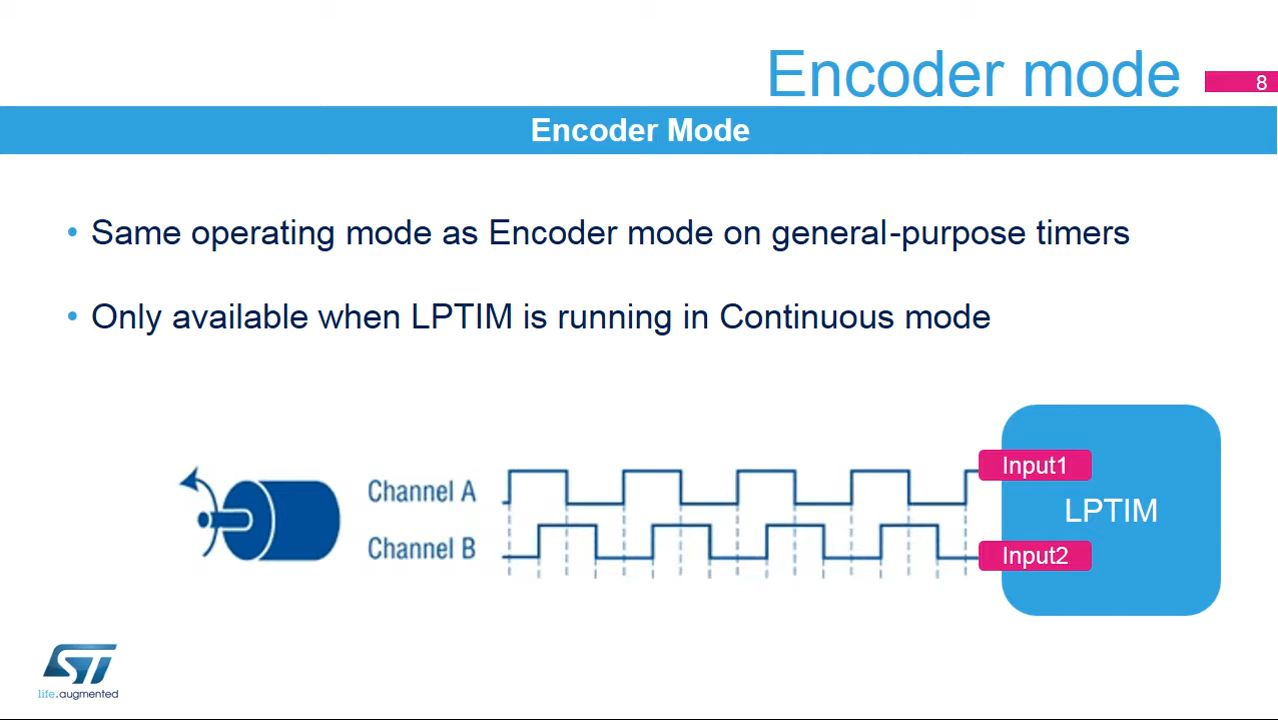 Encoder mode
8
Encoder Mode
• Same operating mode as Encoder mode on general-purpose timers
• Only available when LPTIM is running in Continuous mode
Channel A
Input1
LPTIM
Channel B
Input2
ST
life.augmented